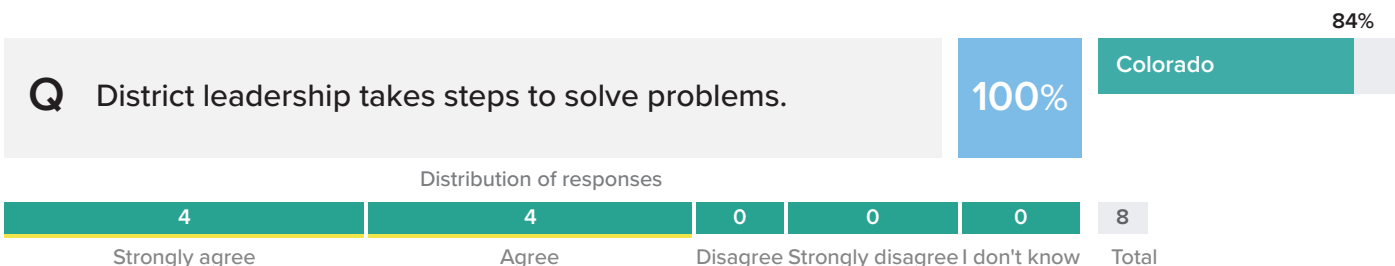 84%
Q District leadership takes steps to solve problems. 100% Colorado
Distribution of responses
4 4 0 0 0 8
Strongly agree Agree Disagree Strongly disagree I don't know Total